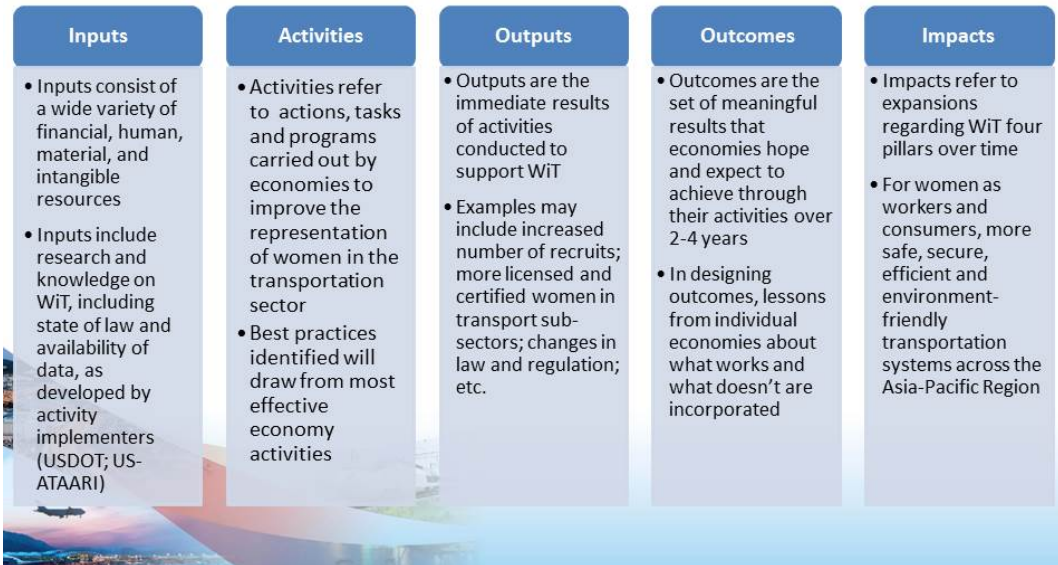 Inputs
• Inputs consist of
a wide variety of
financial, human,
material, and
intangible
resources
• Inputs include
research and
knowledge on
WiT, including
state of law and
availability of
data, as
developed by
activity
implementers
(USDOT; US-
ATAARI)
Activities
• Activities refer
to actions, tasks
and programs
carried out by
economies to
improve the
representation
of women in the
transportation
sector
• Best practices
identified will
draw from most
effective
economy
activities
Outputs
• Outputs are the
immediate results
of activities
conducted to
support WiT
• Examples may
include increased
number of recruits;
more licensed and
certified women in
transport sub-
sectors; changes in
law and regulation;
etc.
Outcomes
• Outcomes are the
set of meaningful
results that
economies hope
and expect to
achieve through
their activities over
2-4 years
• In designing
outcomes, lessons
from individual
economies about
what works and
what doesn't are
incorporated
Impacts
• Impacts refer to
expansions
regarding WiT four
pillars over time
• For women as
workers and
consumers, more
safe, secure,
efficient and
environment-
friendly
transportation
systems across the
Asia-Pacific Region